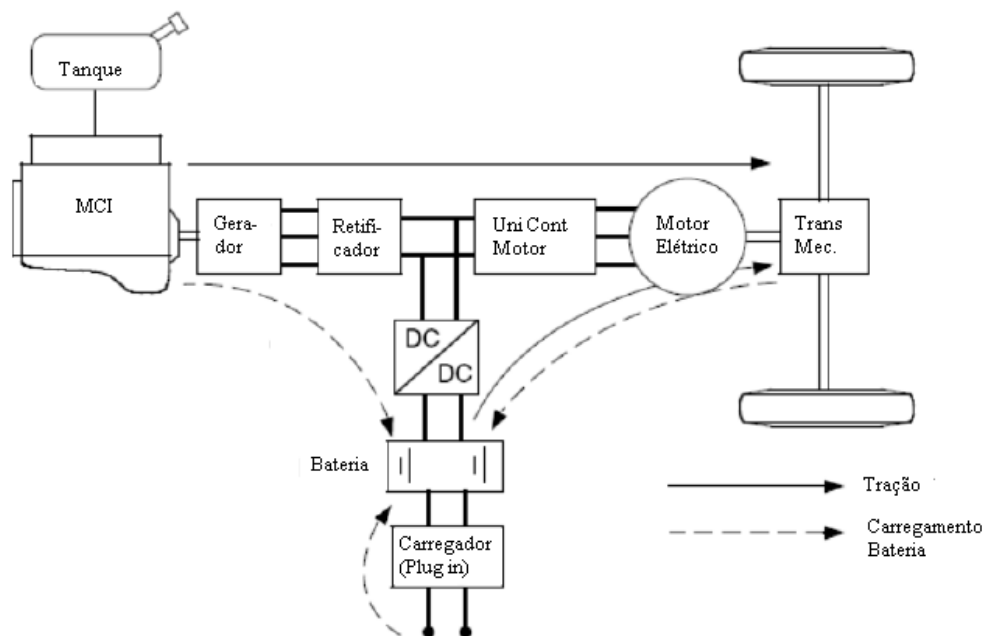 Tanque
MCI
Gera-
dor
Retifi-
cador
Uni Cont
Motor
Motor
Elétrico
Trans
Mec.
DC
DC
Bateria
Carregador
(Plug in)
Tração
Carregamento
Bateria